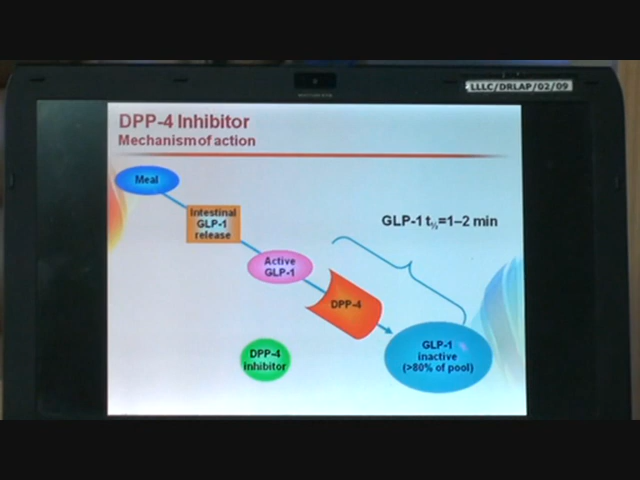 LLLC/DRLAP/02/09
DPP-4 Inhibitor
Mechanism of action
Meal
Intestinal
GLP-1
release
GLP-1 t½=1–2 min
Active
GLP-1
DPP-4
GLP-1
inactive
(>80% of pool)
DPP-4
inhibitor